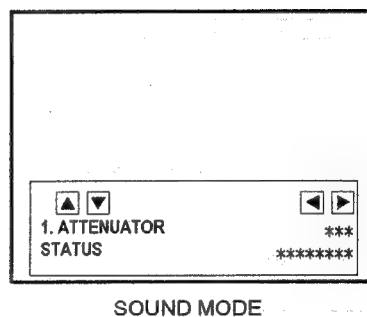 ▲ ▼ ◀ ▶
1. ATTENUATOR ***
STATUS ********
SOUND MODE